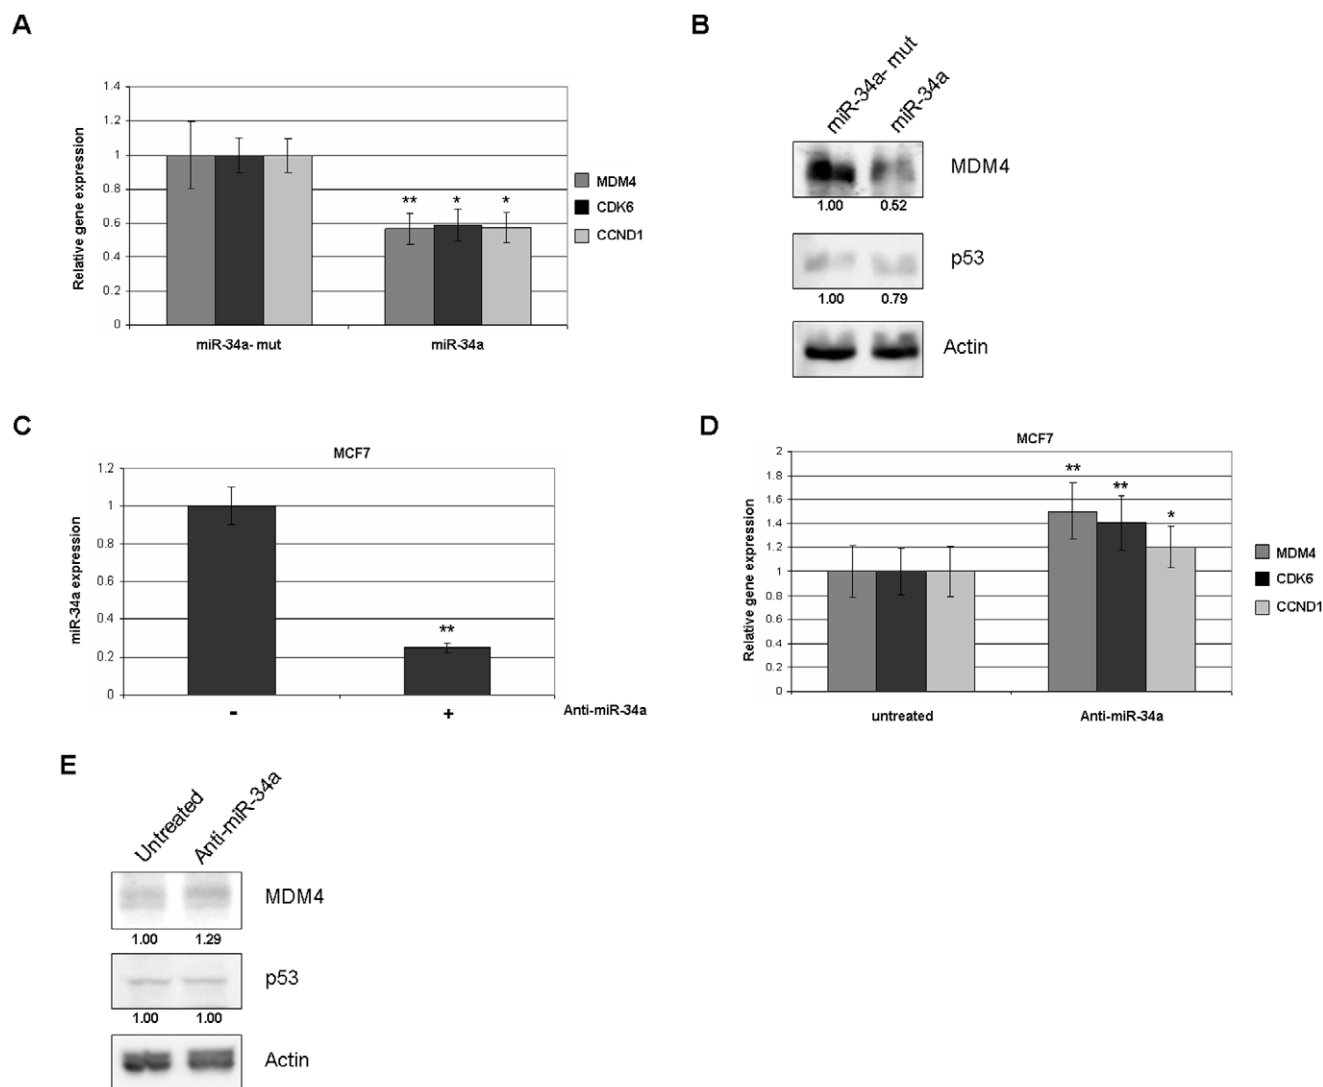 A
1.4
1.2
1
0.8
0.6
0.4
0.2
0
Relative gene expression
** * *
miR-34a- mut miR-34a
MDM4
CDK6
CCND1
B
miR-34a- mut
miR-34a
MDM4
1.00 0.52
p53
1.00 0.79
Actin
C
MCF7
1.2
1
0.8
0.6
0.4
0.2
0
miR-34a expression
**
- + Anti-miR-34a
D
MCF7
2
1.8
1.6
1.4
1.2
1
0.8
0.6
0.4
0.2
0
Relative gene expression
** ** *
untreated Anti-miR-34a
MDM4
CDK6
CCND1
E
Untreated
Anti-miR-34a
MDM4
1.00 1.29
p53
1.00 1.00
Actin